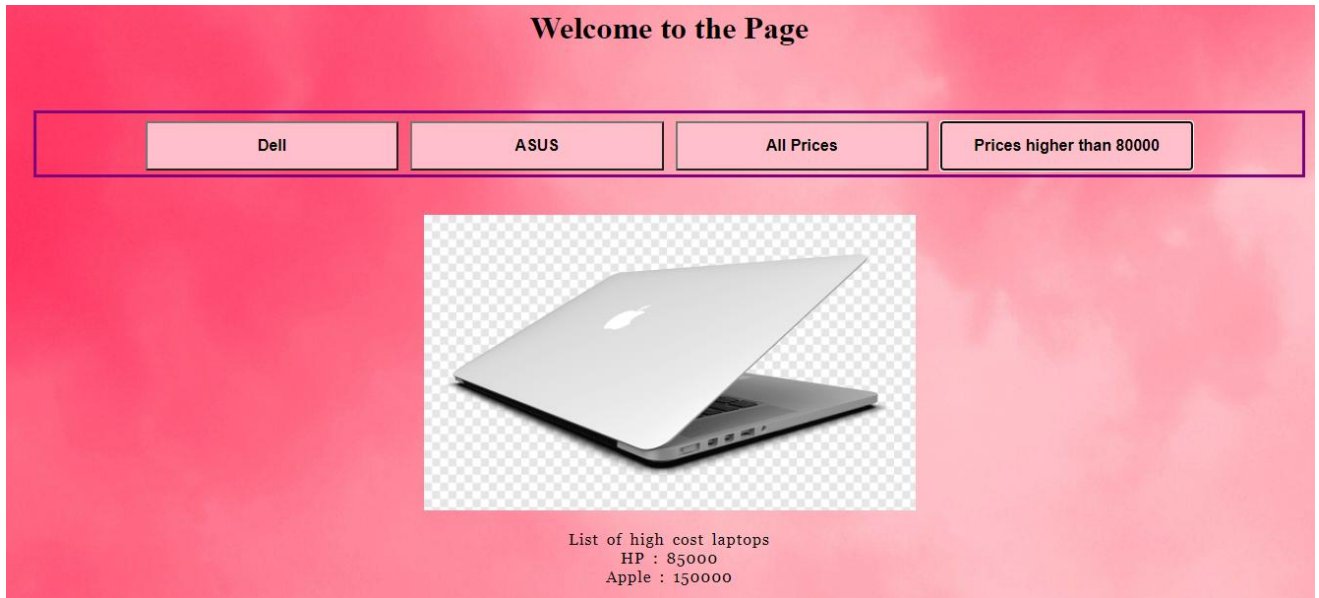 Welcome to the Page
Dell
ASUS
All Prices
Prices higher than 80000
List of high cost laptops
HP : 85000
Apple : 150000